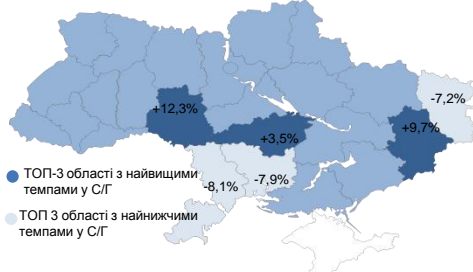 -7,2%
+12,3%
+9,7%
+3,5%
-7,9%
-8,1%
ТОП-3 області з найвищими
темпами у С/Г
ТОП 3 області з найнижчими
темпами у С/Г